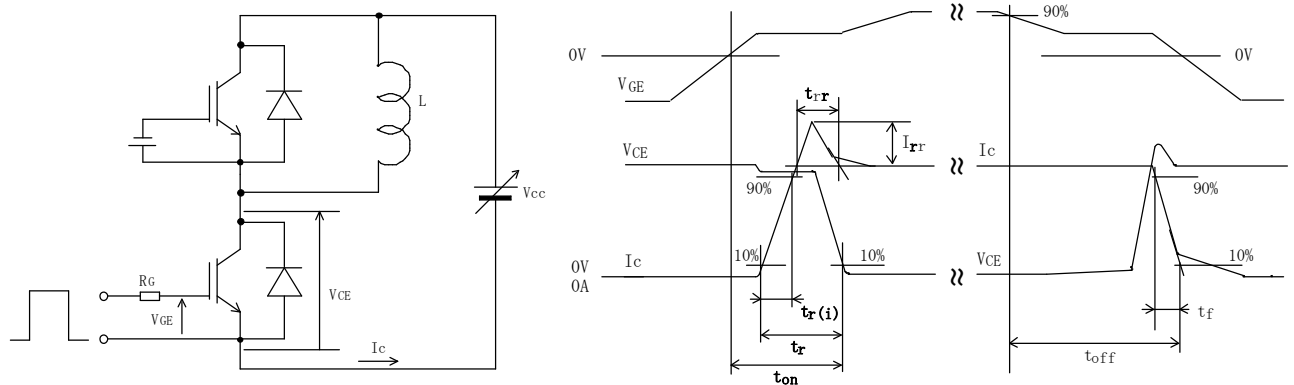 L
Vcc
RG
VGE
VCE
Ic
0V
VGE
trr
Irr
VCE
90%
10%
10%
Ic
0V
0A
tr(i)
tr
ton
90%
0V
Ic
90%
VCE
10%
tf
toff